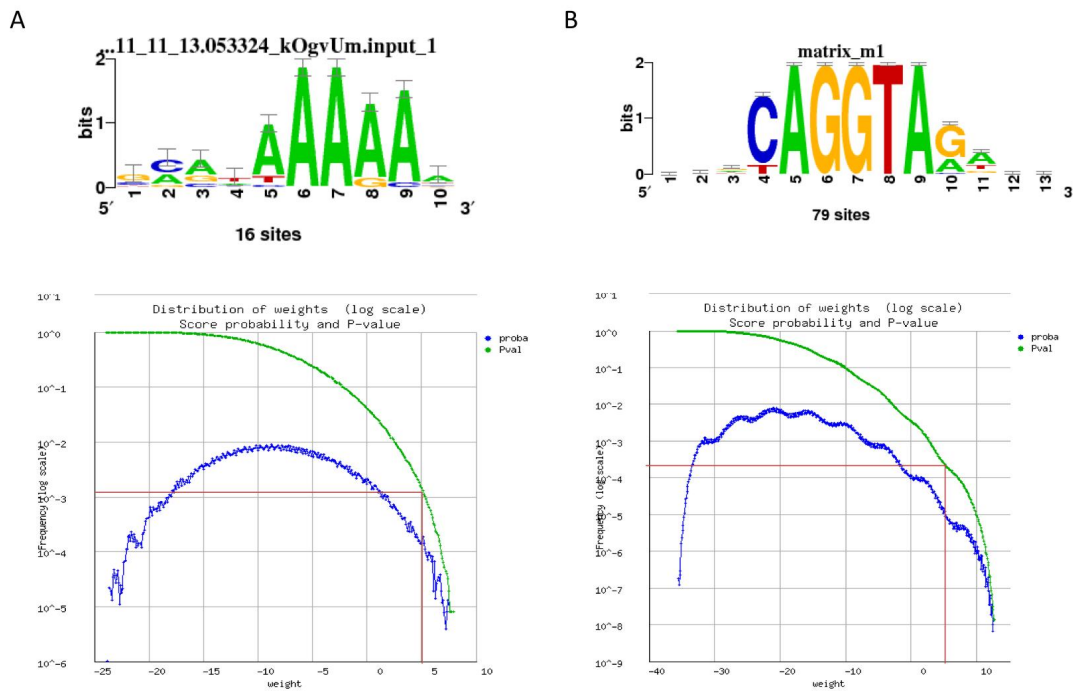 A
B
...11_11_13.053324_kOgvUm.input_1
2
1
0
bits
5′
1 2 3 4 5 6 7 8 9 10
3′
16 sites
matrix_m1
2
1
0
bits
5′
1 2 3 4 5 6 7 8 9 10 11 12 13
3
79 sites
CAGGTAG
Distribution of weights (log scale)
Score probability and P-value
proba
Pval
10^1
10^0
10^-1
10^-2
10^-3
10^-4
10^-5
10^-6
Frequency (log scale)
-25 -20 -15 -10 -5 0 5 10
weight
Distribution of weights (log scale)
Score probability and P-value
proba
Pval
10^1
10^0
10^-1
10^-2
10^-3
10^-4
10^-5
10^-6
10^-7
10^-8
10^-9
Frequency (log scale)
-40 -30 -20 -10 0 10
weight